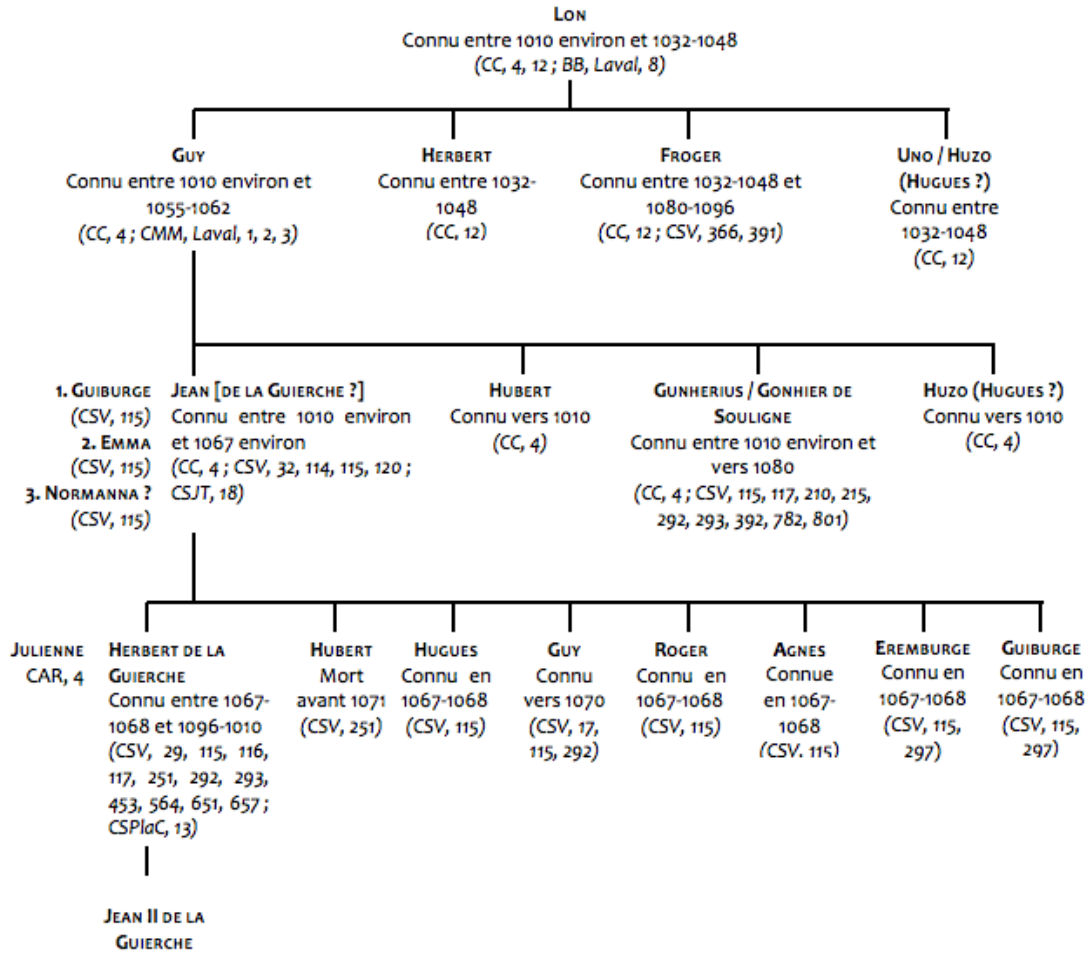 LON
Connu entre 1010 environ et 1032-1048
(CC, 4, 12 ; BB, Laval, 8)
GUY
Connu entre 1010 environ et
1055-1062
(CC, 4 ; CMM, Laval, 1, 2, 3)
HERBERT
Connu entre 1032-
1048
(CC, 12)
FROGER
Connu entre 1032-1048 et
1080-1096
(CC, 12 ; CSV, 366, 391)
UNO / HUZO
(HUGUES ?)
Connu entre
1032-1048
(CC, 12)
1. GUIBURGE
(CSV, 115)
2. EMMA
(CSV, 115)
3. NORMANNA ?
(CSV, 115)
JEAN [DE LA GUIERCHE ?]
Connu entre 1010 environ
et 1067 environ
(CC, 4 ; CSV, 32, 114, 115, 120 ;
CSJT, 18)
HUBERT
Connu vers 1010
(CC, 4)
GUNHERIUS / GONHIER DE
SOULIGNE
Connu entre 1010 environ et
vers 1080
(CC, 4 ; CSV, 115, 117, 210, 215,
292, 293, 392, 782, 801)
HUZO (HUGUES ?)
Connu vers 1010
(CC, 4)
JULIENNE
CAR, 4
HERBERT DE LA
GUIERCHE
Connu entre 1067-
1068 et 1096-1010
(CSV, 29, 115, 116,
117, 251, 292, 293,
453, 564, 651, 657 ;
CSPlaC, 13)
HUBERT
Mort
avant 1071
(CSV, 251)
HUGUES
Connu en
1067-1068
(CSV, 115)
GUY
Connu
vers 1070
(CSV, 17,
115, 292)
ROGER
Connu en
1067-1068
(CSV, 115)
AGNES
Connue
en 1067-
1068
(CSV, 115)
EREMBURGE
Connu en
1067-1068
(CSV, 115,
297)
GUIBURGE
Connu en
1067-1068
(CSV, 115,
297)
JEAN II DE LA
GUIERCHE